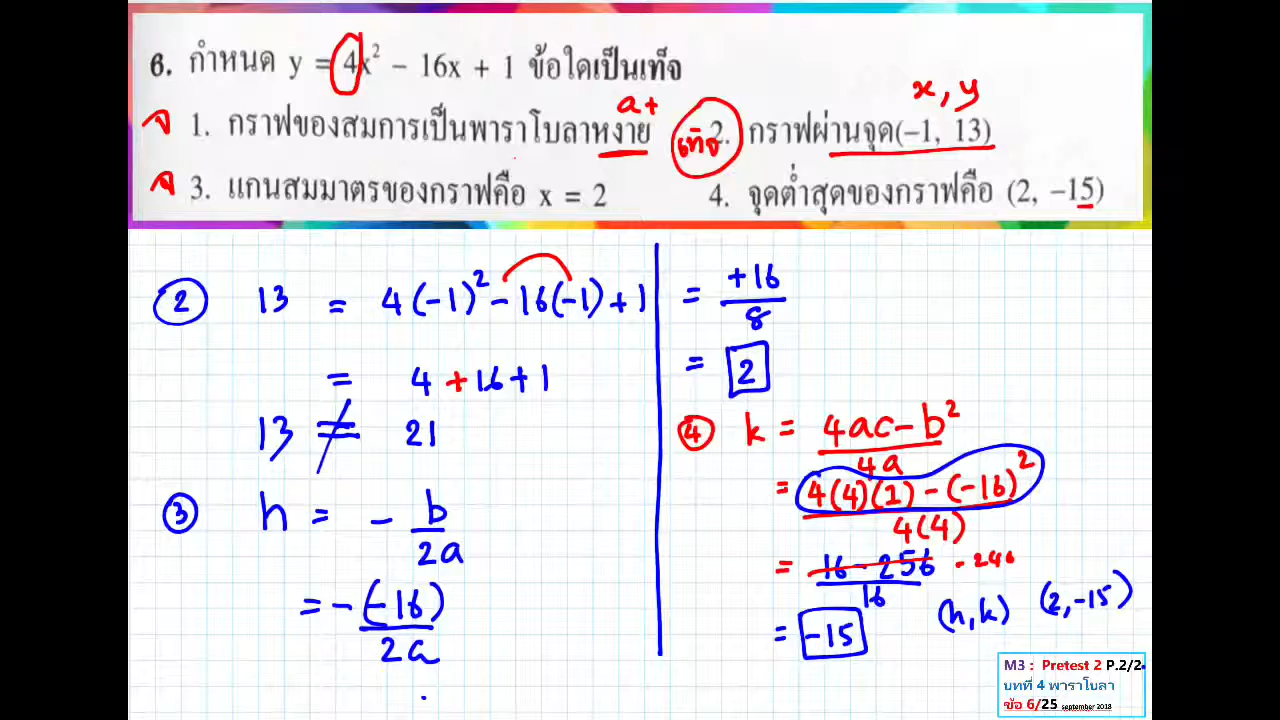 6. กำหนด y = 4x² − 16x + 1 ข้อใดเป็นเท็จ
a+
x, y
จ 1. กราฟของสมการเป็นพาราโบลาหงาย
เท็จ 2. กราฟผ่านจุด(−1, 13)
จ 3. แกนสมมาตรของกราฟคือ x = 2
4. จุดต่ำสุดของกราฟคือ (2, −15)
② 13 = 4(-1)² - 16(-1) + 1
= 4 + 16 + 1
13 ≠ 21
③ h = - b/2a
= -(-16)/2a
= +16/8
= 2
④ k = 4ac - b²/4a
= 4(4)(1) - (-16)²/4(4)
= 16 - 256/16 -240
= -15
(h, k) (2, -15)
M3 : Pretest 2 P.2/2
บทที่ 4 พาราโบลา
ข้อ 6/25 september 2018